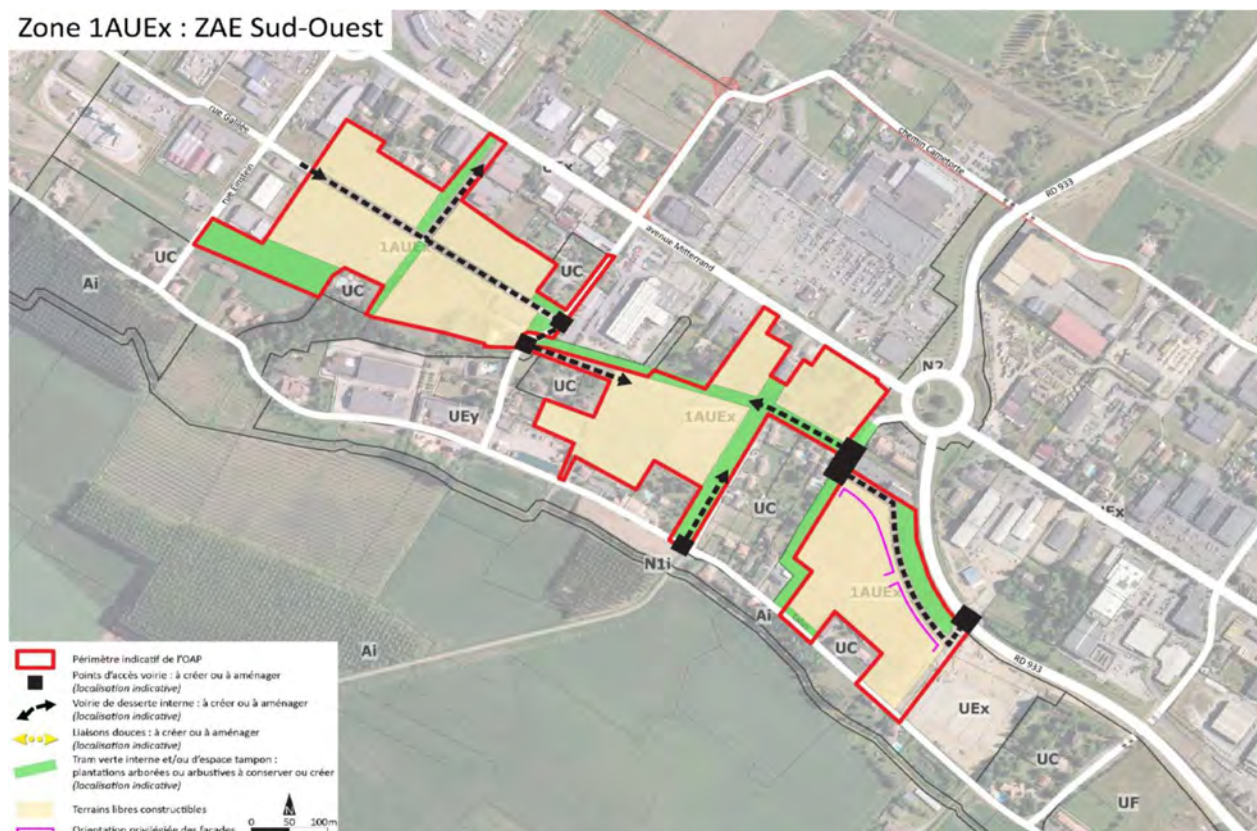 Zone 1AUEx : ZAE Sud-Ouest
rue Galilée
rue Einstein
chemin Carneforte
RD 933
avenue Mitterrand
1AUEx
UC
UC
UC
Ai
N2
UC
UEy
1AUEx
UC
UEx
N1i
1AUEx
Ai
UC
Ai
RD 933
UEx
UC
UF
Périmètre indicatif de l'OAP
Points d'accès voirie : à créer ou à aménager
(localisation indicative)
Voirie de desserte interne : à créer ou à aménager
(localisation indicative)
Liaisons douces : à créer ou à aménager
(localisation indicative)
Tram verte interne et/ou d'espace tampon :
plantations arborées ou arbustives à conserver ou créer
(localisation indicative)
Terrains libres constructibles
N
0 50 100m
Orientation privilégiée des façades